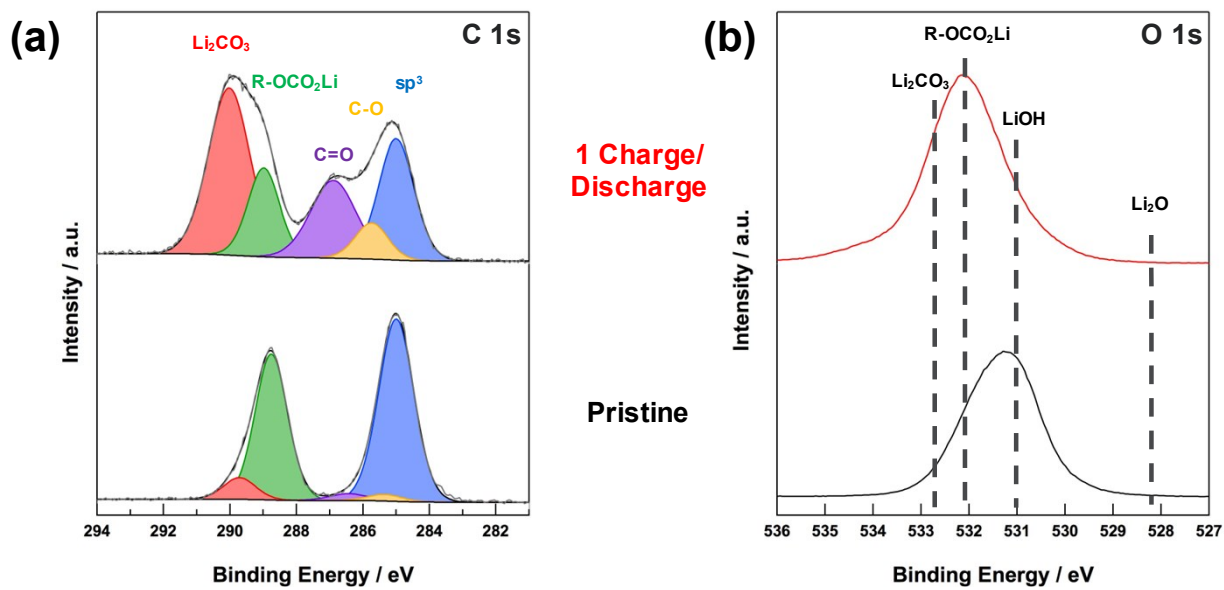 (a)
C 1s
Li₂CO₃
R-OCO₂Li
sp³
C-O
C=O
Intensity / a.u.
294 292 290 288 286 284 282
Binding Energy / eV
1 Charge/
Discharge
Pristine
(b)
O 1s
R-OCO₂Li
Li₂CO₃
LiOH
Li₂O
Intensity / a.u.
536 535 534 533 532 531 530 529 528 527
Binding Energy / eV